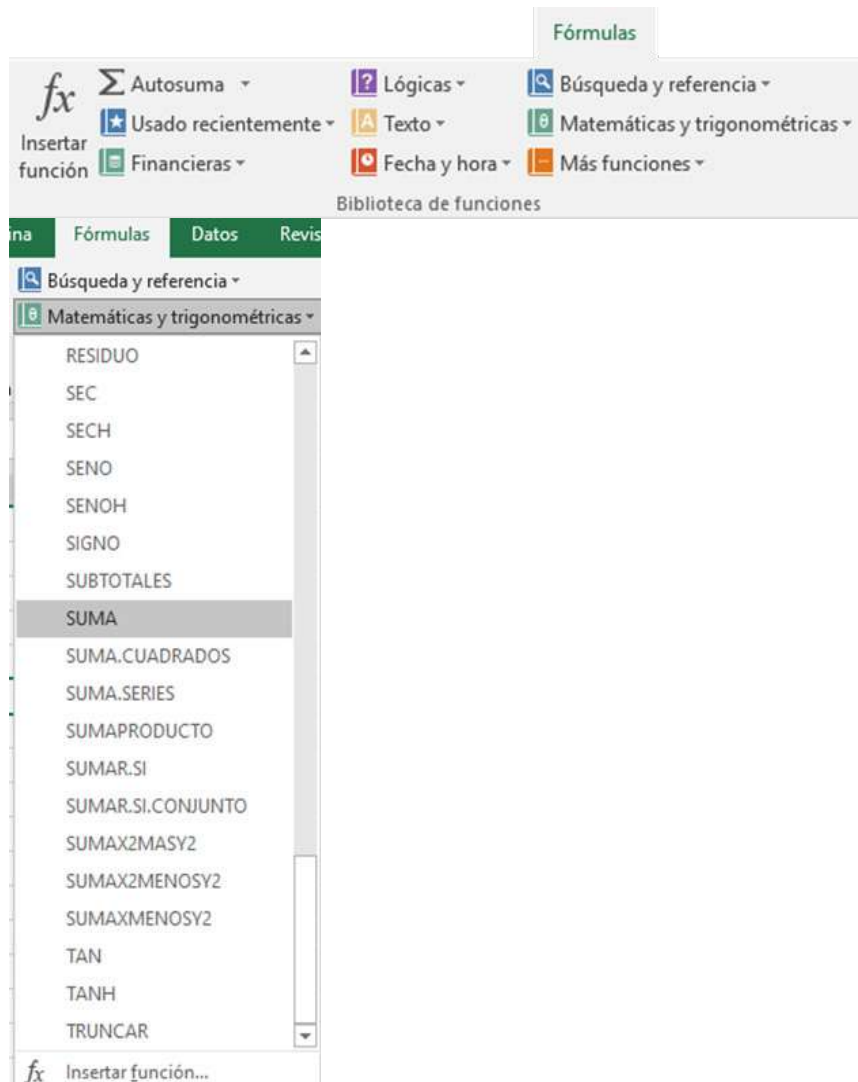 Fórmulas
fx
Insertar función
Autosuma
Usado recientemente
Financieras
Lógicas
Texto
Fecha y hora
Búsqueda y referencia
Matemáticas y trigonométricas
Más funciones
Biblioteca de funciones
ina Fórmulas Datos Revis
Búsqueda y referencia
Matemáticas y trigonométricas
RESIDUO
SEC
SECH
SENO
SENOH
SIGNO
SUBTOTALES
SUMA
SUMA.CUADRADOS
SUMA.SERIES
SUMAPRODUCTO
SUMAR.SI
SUMAR.SI.CONJUNTO
SUMAX2MASY2
SUMAX2MENOSY2
SUMAXMENOSY2
TAN
TANH
TRUNCAR
fx Insertar función...